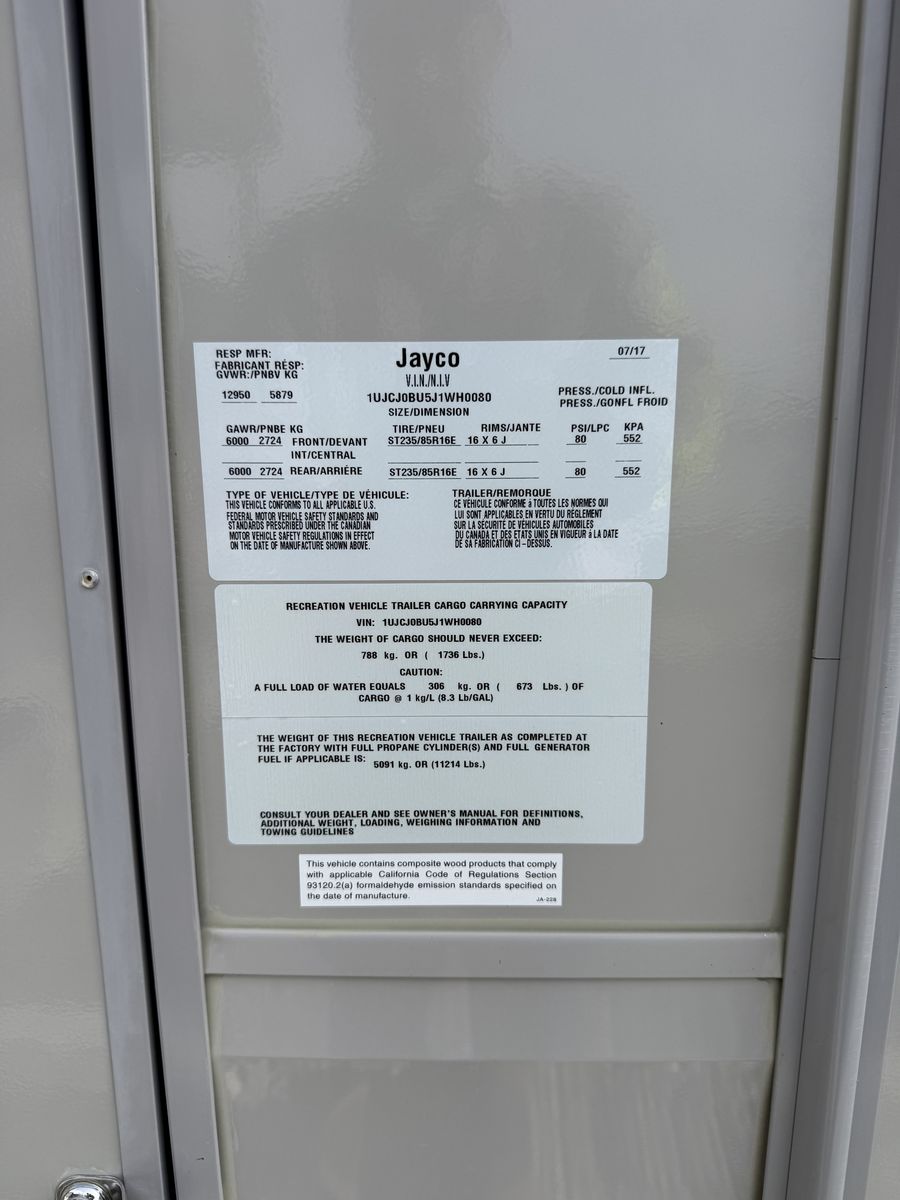 RESP MFR: Jayco 07/17
FABRICANT RÉSP:
GVWR:/PNBV KG V.I.N./N.I.V
12950 5879 1UJCJ0BU5J1WH0080 PRESS./COLD INFL.
SIZE/DIMENSION PRESS./GONFL FROID
GAWR/PNBE KG TIRE/PNEU RIMS/JANTE PSI/LPC KPA
6000 2724 FRONT/DEVANT ST235/85R16E 16 X 6 J 80 552
INT/CENTRAL
6000 2724 REAR/ARRIÉRE ST235/85R16E 16 X 6 J 80 552
TYPE OF VEHICLE/TYPE DE VÉHICULE: TRAILER/REMORQUE
THIS VEHICLE CONFORMS TO ALL APPLICABLE U.S.
FEDERAL MOTOR VEHICLE SAFETY STANDARDS AND
STANDARDS PRESCRIBED UNDER THE CANADIAN
MOTOR VEHICLE SAFETY REGULATIONS IN EFFECT
ON THE DATE OF MANUFACTURE SHOWN ABOVE.
CE VÉHICULE CONFORME à TOUTES LES NORMES QUI
LUI SONT APPLICABLES EN VERTU DU RÉGLEMENT
SUR LA SÉCURITÉ DE VEHICULES AUTOMOBILES
DU CANADA ET DES ETATS UNIS EN VIGUEUR à LA DATE
DE SA FABRICATION CI-DESSUS.
RECREATION VEHICLE TRAILER CARGO CARRYING CAPACITY
VIN: 1UJCJ0BU5J1WH0080
THE WEIGHT OF CARGO SHOULD NEVER EXCEED:
788 kg. OR ( 1736 Lbs.)
CAUTION:
A FULL LOAD OF WATER EQUALS 306 kg. OR ( 673 Lbs. ) OF
CARGO @ 1 kg/L (8.3 Lb/GAL)
THE WEIGHT OF THIS RECREATION VEHICLE TRAILER AS COMPLETED AT
THE FACTORY WITH FULL PROPANE CYLINDER(S) AND FULL GENERATOR
FUEL IF APPLICABLE IS: 5091 kg. OR (11214 Lbs.)
CONSULT YOUR DEALER AND SEE OWNER'S MANUAL FOR DEFINITIONS,
ADDITIONAL WEIGHT, LOADING, WEIGHING INFORMATION AND
TOWING GUIDELINES
This vehicle contains composite wood products that comply
with applicable California Code of Regulations Section
93120.2(a) formaldehyde emission standards specified on
the date of manufacture. JA-228